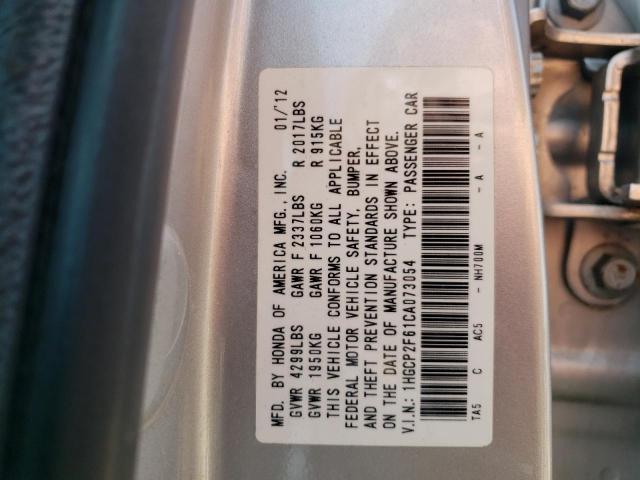 MFD. BY HONDA OF AMERICA MFG., INC. 01/'12
GVWR 4299LBS GAWR F 2337LBS R 2017LBS
GVWR 1950KG GAWR F 1060KG R 915KG
THIS VEHICLE CONFORMS TO ALL APPLICABLE
FEDERAL MOTOR VEHICLE SAFETY, BUMPER,
AND THEFT PREVENTION STANDARDS IN EFFECT
ON THE DATE OF MANUFACTURE SHOWN ABOVE.
V.I.N.: 1HGCP2F61CA073054 TYPE: PASSENGER CAR
TA5 C AC5 - NH700M - A - A